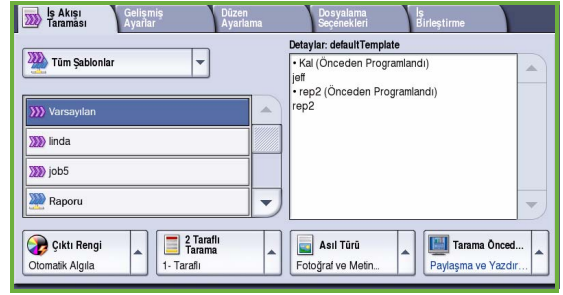 İş Akışı
Taraması
Gelişmiş
Ayarlar
Düzen
Ayarlama
Dosyalama
Seçenekleri
İş
Birleştirme
Tüm Şablonlar
Detaylar: defaultTemplate
• Kal (Önceden Programlandı)
jeff
• rep2 (Önceden Programlandı)
rep2
Varsayılan
linda
job5
Raporu
Çıktı Rengi
Otomatik Algıla
2 Taraflı
Tarama
1- Taraflı
Asıl Türü
Fotoğraf ve Metin...
Tarama Önced...
Paylaşma ve Yazdır...